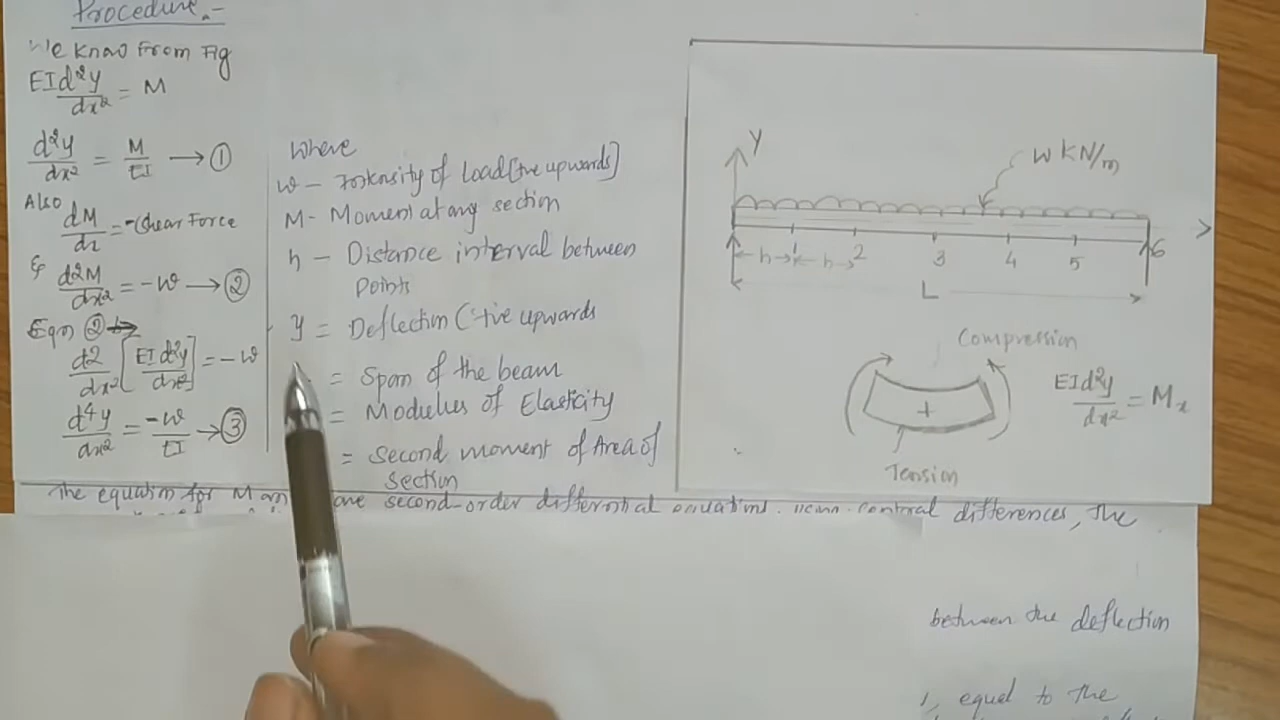 Procedure:-
We Know From Fig
EI d²y/dx² = M
d²y/dx² = M/EI → ①
Also
dM/dx = -(Shear Force
& d2M/dx² = -w → ②
Eqn ② →
d2/dx² [EI d²y/dx²] = -w
d⁴y/dx² = -w/EI → ③
where
w - Intensity of Load [+ve upwards]
M - Moment at any section
h - Distance interval between
Points
y = Deflection (+ive upwards
= Span of the beam
= Modulus of Elasticity
= Second moment of Area of
section
The equation for M an are second-order differential equations. central differences, the
between the deflection
, equal to the
Y
W KN/m
h h
1 2 3 4 5 6
L
Compression
+
Tension
EI d²y/dx² = Mx